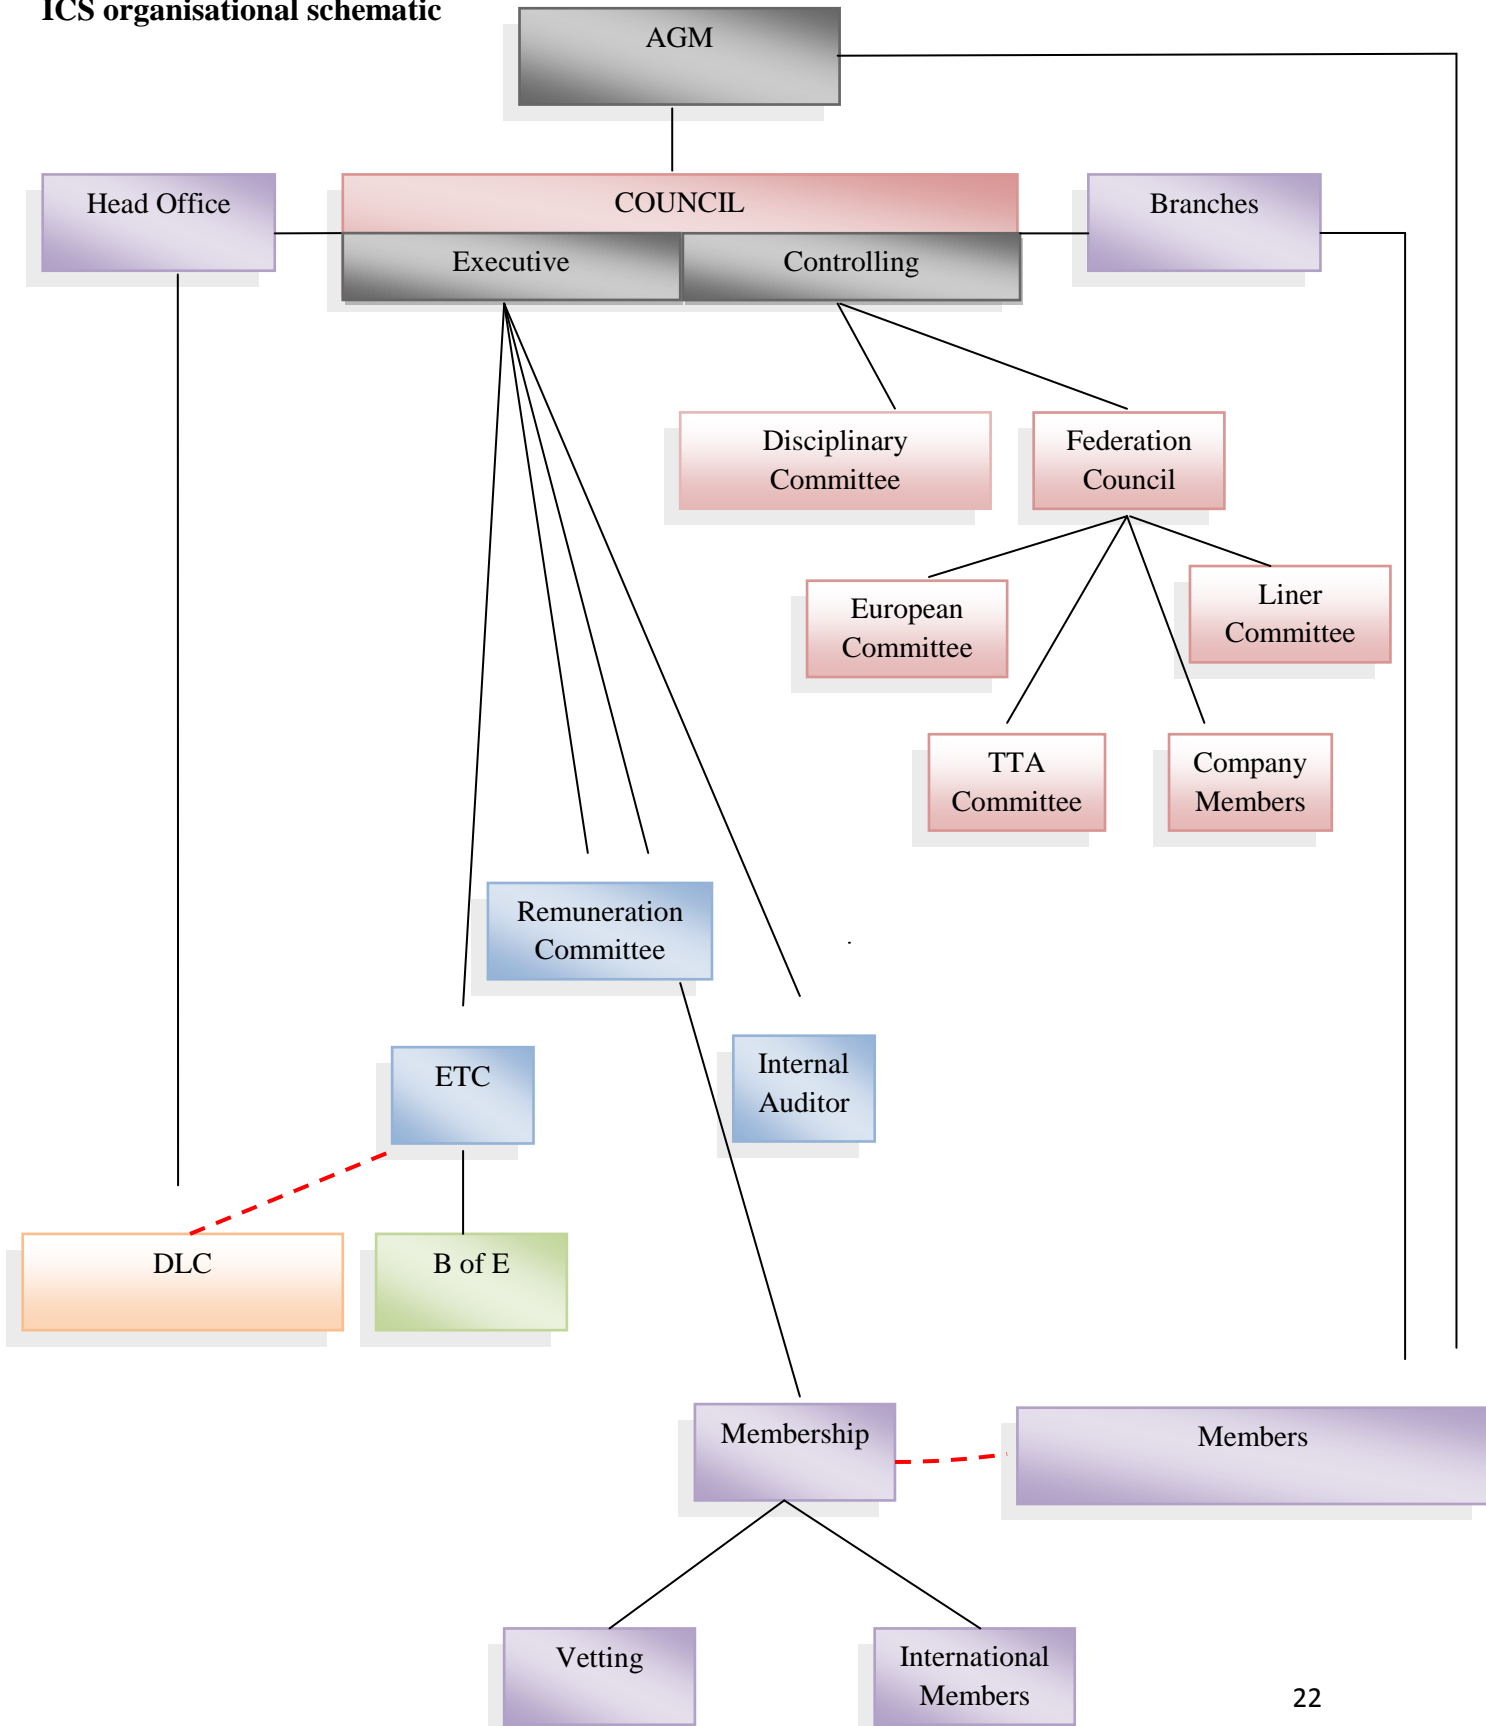 ICS organisational schematic
AGM
Head Office
COUNCIL
Branches
Executive
Controlling
Disciplinary
Committee
Federation
Council
European
Committee
Liner
Committee
TTA
Committee
Company
Members
Remuneration
Committee
ETC
Internal
Auditor
DLC
B of E
Membership
Members
Vetting
International
Members
22